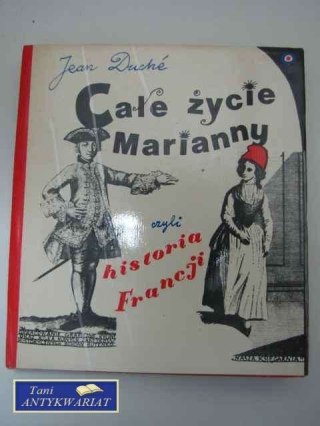 Jean Duché
Całe życie
Marianny
czyli
historia
Francji
NASZA KSIĘGARNIA
Tani
ANTYKWARIAT